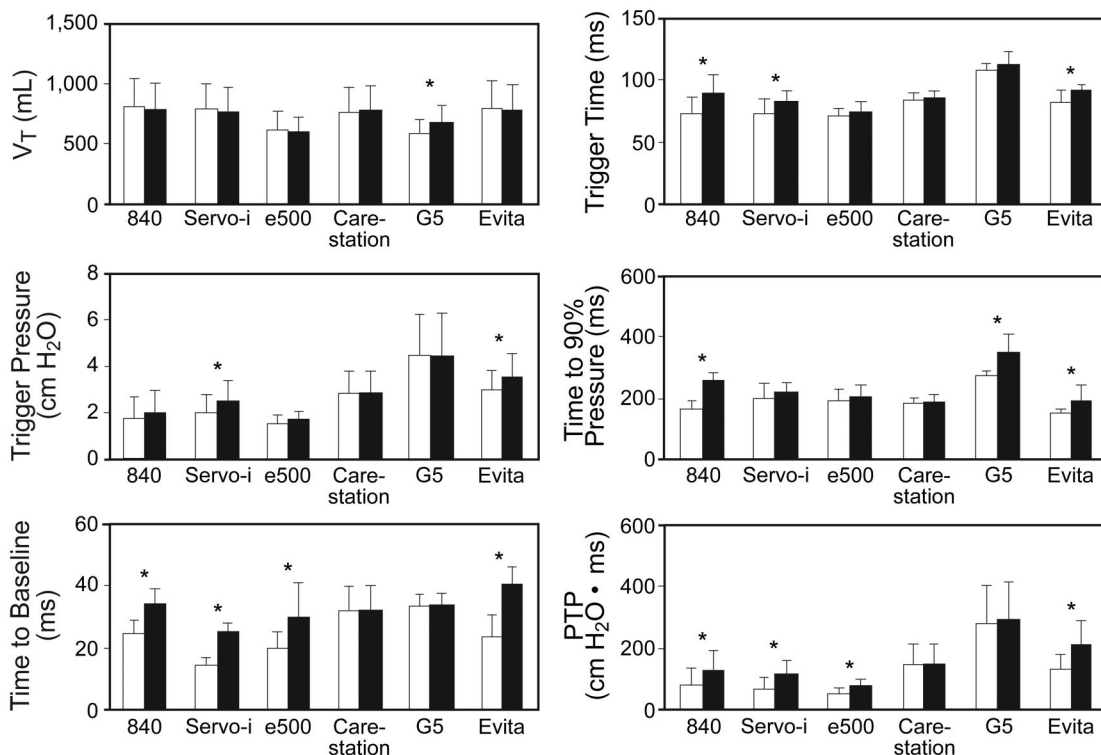 1,500
1,000
500
0
V_T (mL)
*
840 Servo-i e500 Care-station G5 Evita
150
100
50
0
Trigger Time (ms)
* * *
840 Servo-i e500 Care-station G5 Evita
8
6
4
2
0
Trigger Pressure
(cm H₂O)
* *
840 Servo-i e500 Care-station G5 Evita
600
400
200
0
Time to 90%
Pressure (ms)
* * *
840 Servo-i e500 Care-station G5 Evita
60
40
20
0
Time to Baseline
(ms)
* * * *
840 Servo-i e500 Care-station G5 Evita
600
400
200
0
PTP
(cm H₂O • ms)
* * * *
840 Servo-i e500 Care-station G5 Evita